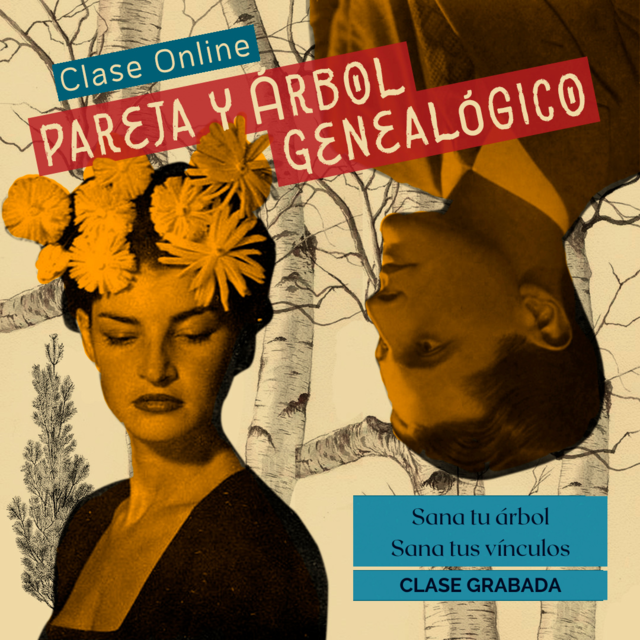 Clase Online
PAREJA Y ÁRBOL
GENEALÓGICO
Sana tu árbol
Sana tus vínculos
CLASE GRABADA